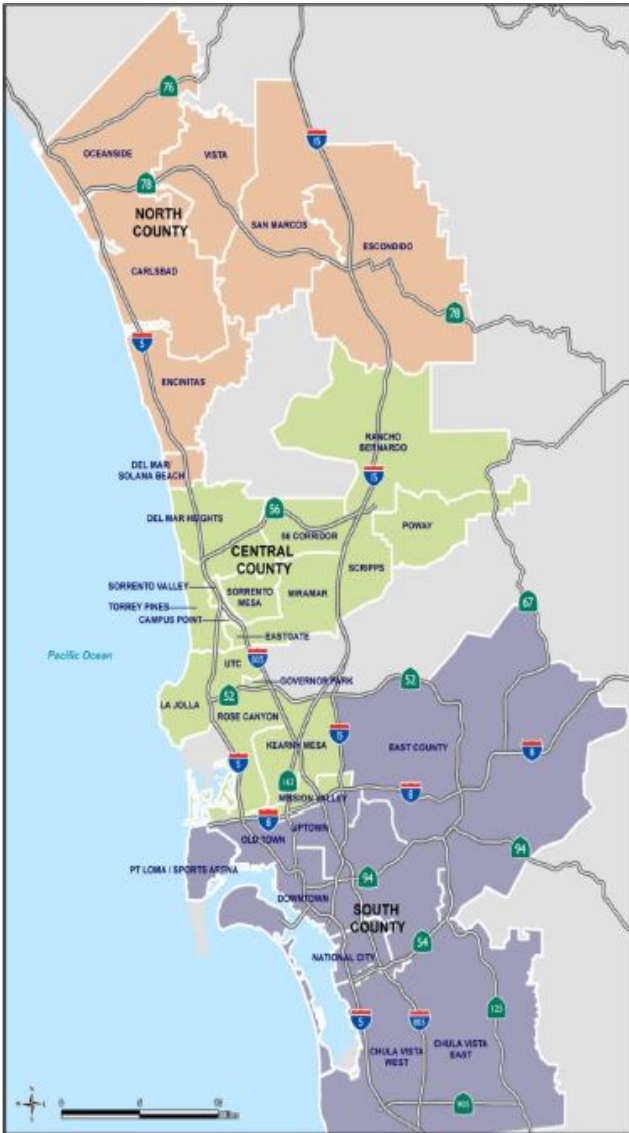 76
15
OCEANSIDE
VISTA
78
NORTH
COUNTY
SAN MARCOS
ESCONDIDO
CARLSBAD
78
5
ENCINITAS
RANCHO
BERNARDO
DEL MAR/
SOLANA BEACH
15
56
DEL MAR HEIGHTS
56 CORRIDOR
POWAY
CENTRAL
COUNTY
SCRIPPS
SORRENTO VALLEY
SORRENTO
MESA
MIRAMAR
TORREY PINES
CAMPUS POINT
67
EASTGATE
Pacific Ocean
UTC
805
GOVERNOR PARK
52
52
LA JOLLA
ROSE CANYON
KEARNY MESA
15
EAST COUNTY
8
5
163
8
MISSION VALLEY
8
UPTOWN
OLD TOWN
94
PT LOMA / SPORTS ARENA
94
DOWNTOWN
SOUTH
COUNTY
54
NATIONAL CITY
125
5
805
CHULA VISTA
WEST
CHULA VISTA
EAST
905
N
0